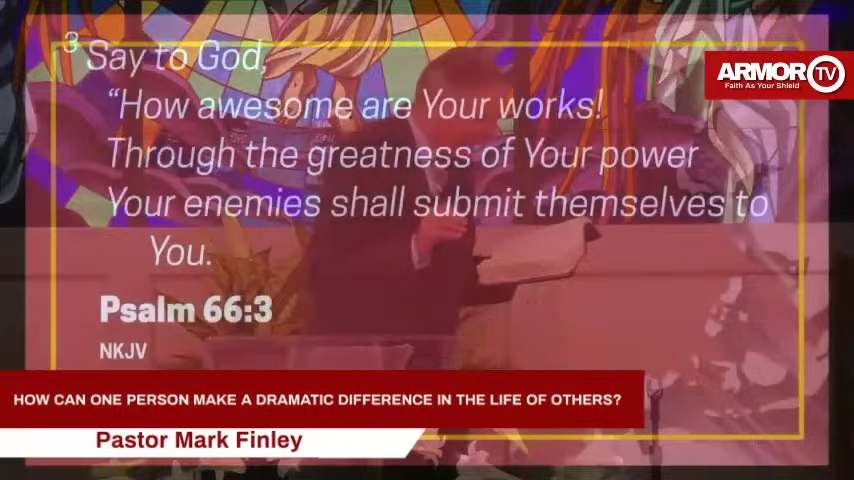 3 Say to God,
“How awesome are Your works!
Through the greatness of Your power
Your enemies shall submit themselves to
You.
Psalm 66:3
NKJV
ARMOR TV
Faith As Your Shield
HOW CAN ONE PERSON MAKE A DRAMATIC DIFFERENCE IN THE LIFE OF OTHERS?
Pastor Mark Finley